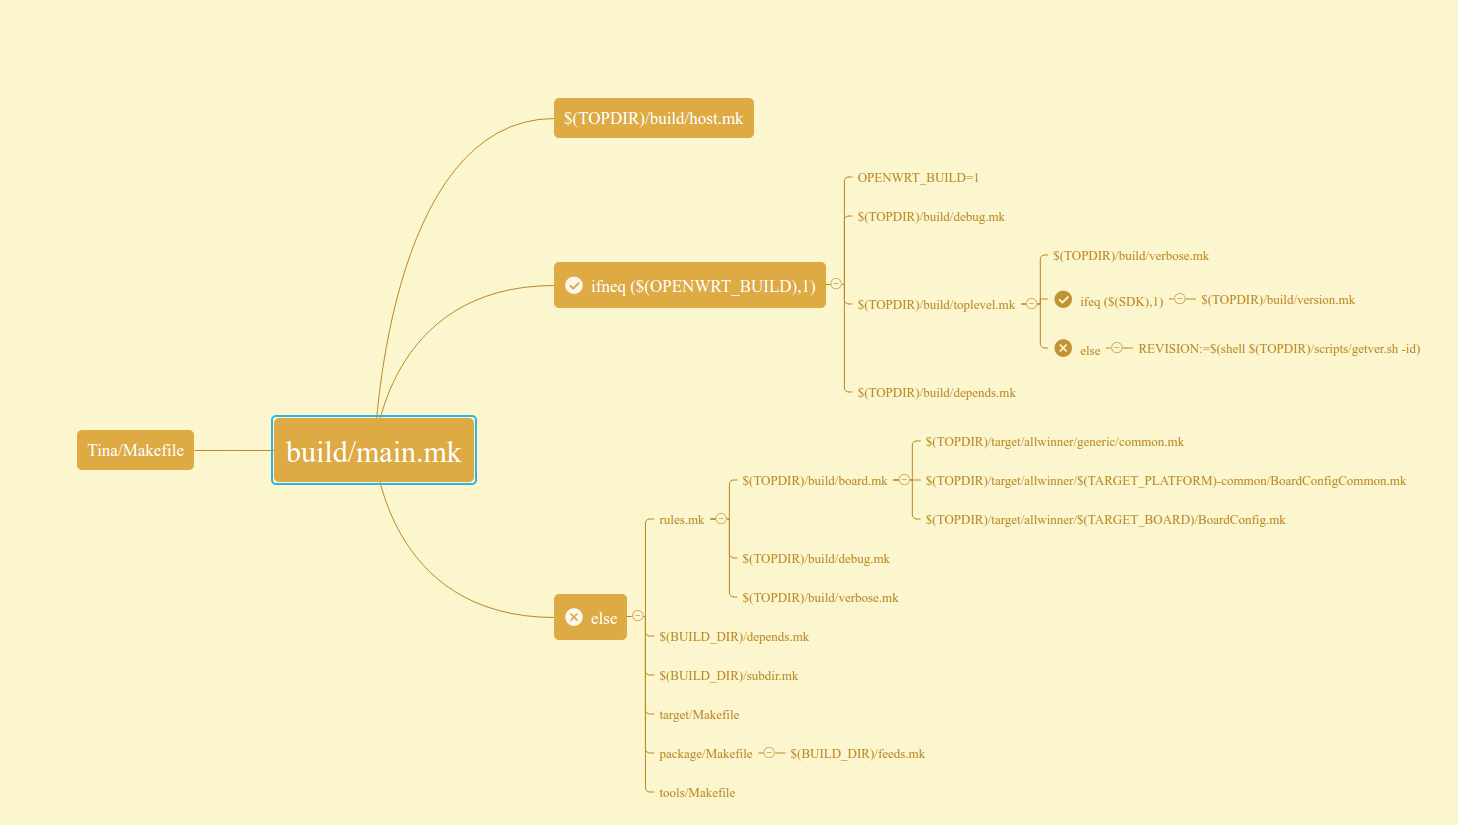 $(TOPDIR)/build/host.mk
OPENWRT_BUILD=1
$(TOPDIR)/build/debug.mk
$(TOPDIR)/build/verbose.mk
ifneq ($(OPENWRT_BUILD),1)
$(TOPDIR)/build/toplevel.mk
ifeq ($(SDK),1)
$(TOPDIR)/build/version.mk
else
REVISION:=$(shell $(TOPDIR)/scripts/getver.sh -id)
$(TOPDIR)/build/depends.mk
Tina/Makefile
build/main.mk
$(TOPDIR)/target/allwinner/generic/common.mk
$(TOPDIR)/build/board.mk
$(TOPDIR)/target/allwinner/$(TARGET_PLATFORM)-common/BoardConfigCommon.mk
rules.mk
$(TOPDIR)/target/allwinner/$(TARGET_BOARD)/BoardConfig.mk
$(TOPDIR)/build/debug.mk
$(TOPDIR)/build/verbose.mk
else
$(BUILD_DIR)/depends.mk
$(BUILD_DIR)/subdir.mk
target/Makefile
package/Makefile
$(BUILD_DIR)/feeds.mk
tools/Makefile